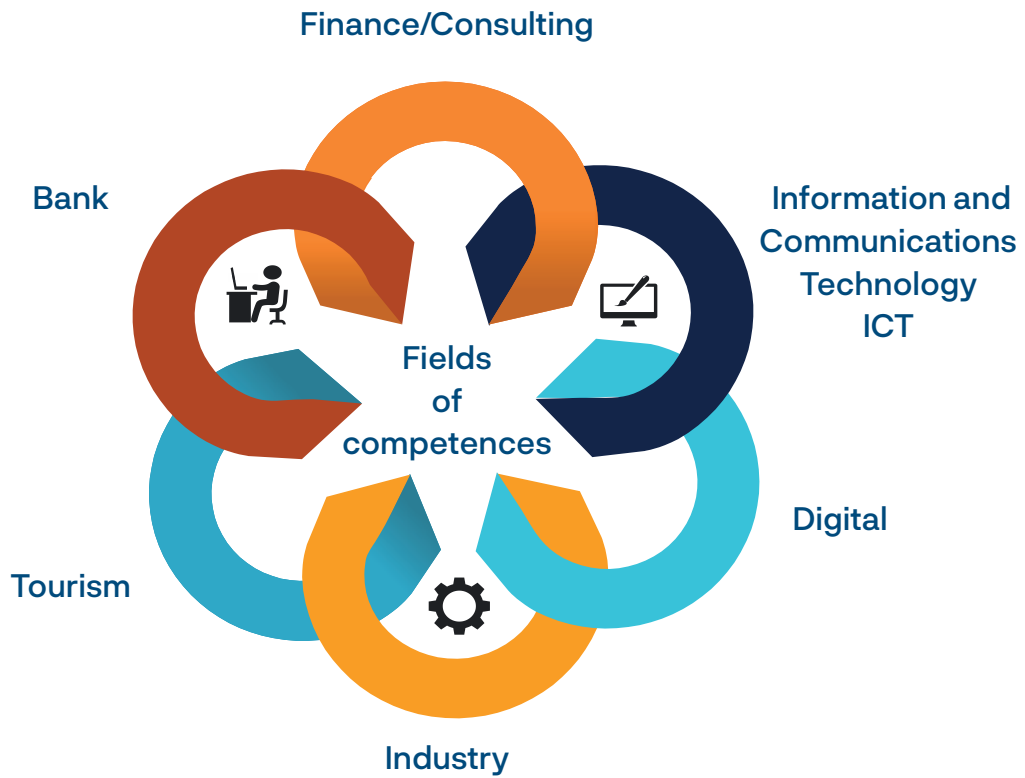 Finance/Consulting
Bank
Information and
Communications
Technology
ICT
Fields
of
competences
Digital
Tourism
Industry